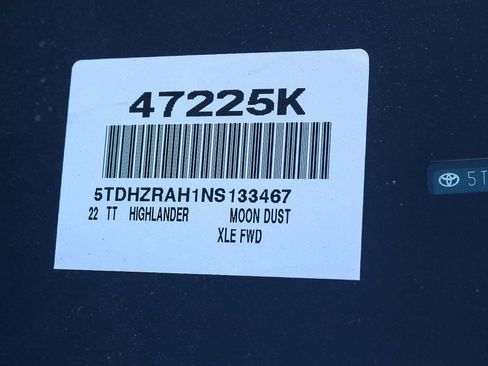 47225K
5TDHZRAH1NS133467
22 TT HIGHLANDER MOON DUST
XLE FWD
5T